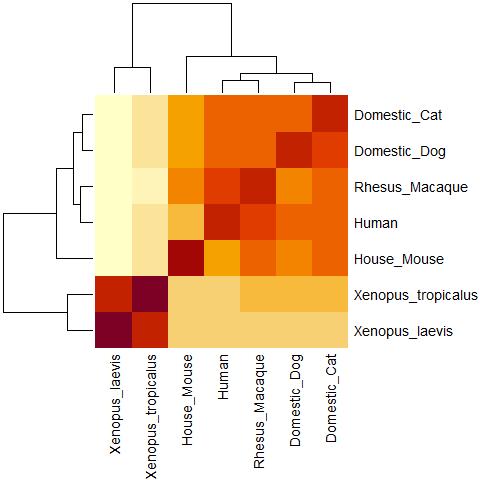 Domestic_Cat
Domestic_Dog
Rhesus_Macaque
Human
House_Mouse
Xenopus_tropicalus
Xenopus_laevis
Xenopus_laevis
Xenopus_tropicalus
House_Mouse
Human
Rhesus_Macaque
Domestic_Dog
Domestic_Cat